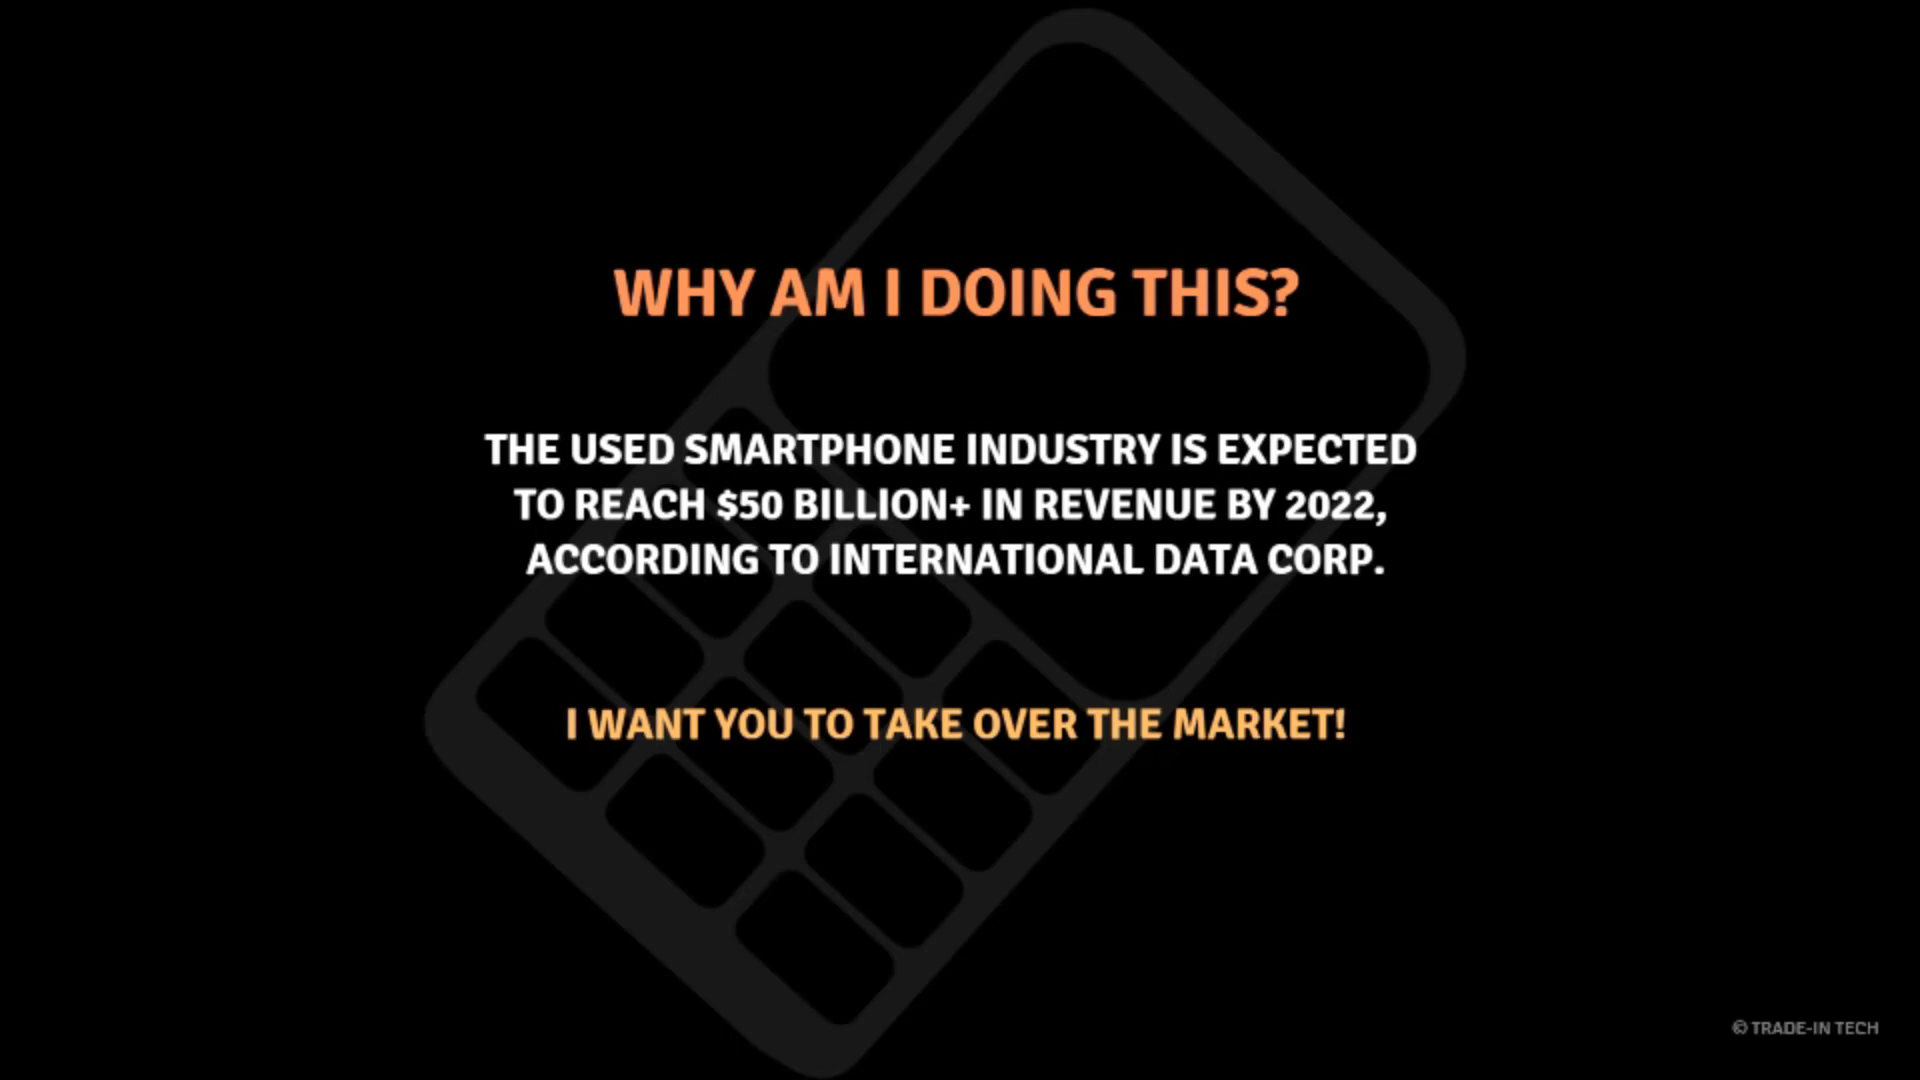 WHY AM I DOING THIS?
THE USED SMARTPHONE INDUSTRY IS EXPECTED
TO REACH $50 BILLION+ IN REVENUE BY 2022,
ACCORDING TO INTERNATIONAL DATA CORP.
I WANT YOU TO TAKE OVER THE MARKET!
© TRADE-IN TECH